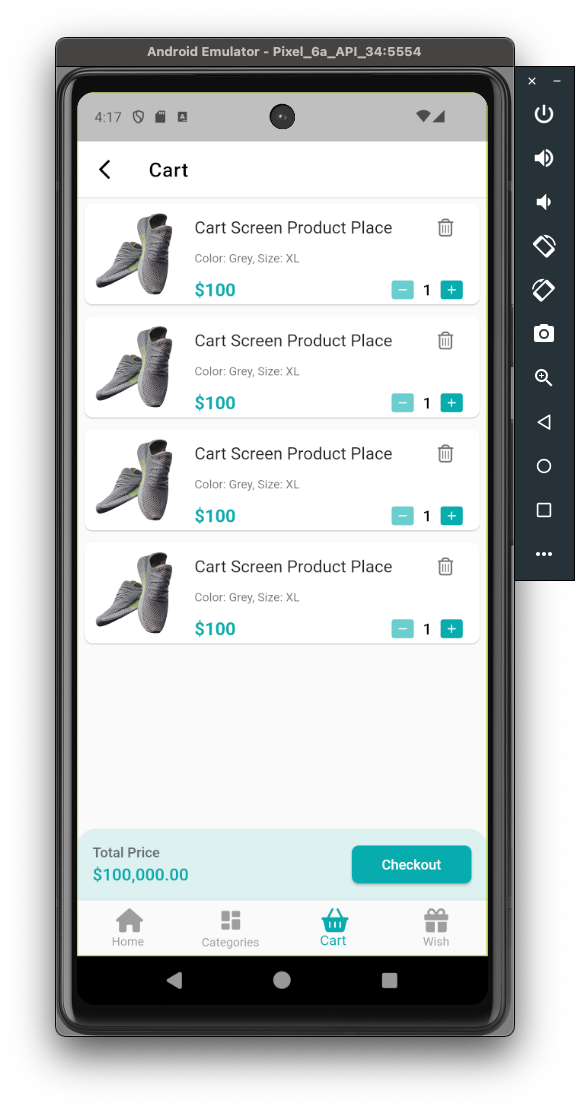 Android Emulator - Pixel_6a_API_34:5554
4:17
Cart
Cart Screen Product Place
Color: Grey, Size: XL
$100
− 1 +
Cart Screen Product Place
Color: Grey, Size: XL
$100
− 1 +
Cart Screen Product Place
Color: Grey, Size: XL
$100
− 1 +
Cart Screen Product Place
Color: Grey, Size: XL
$100
− 1 +
Total Price
$100,000.00
Checkout
Home
Categories
Cart
Wish